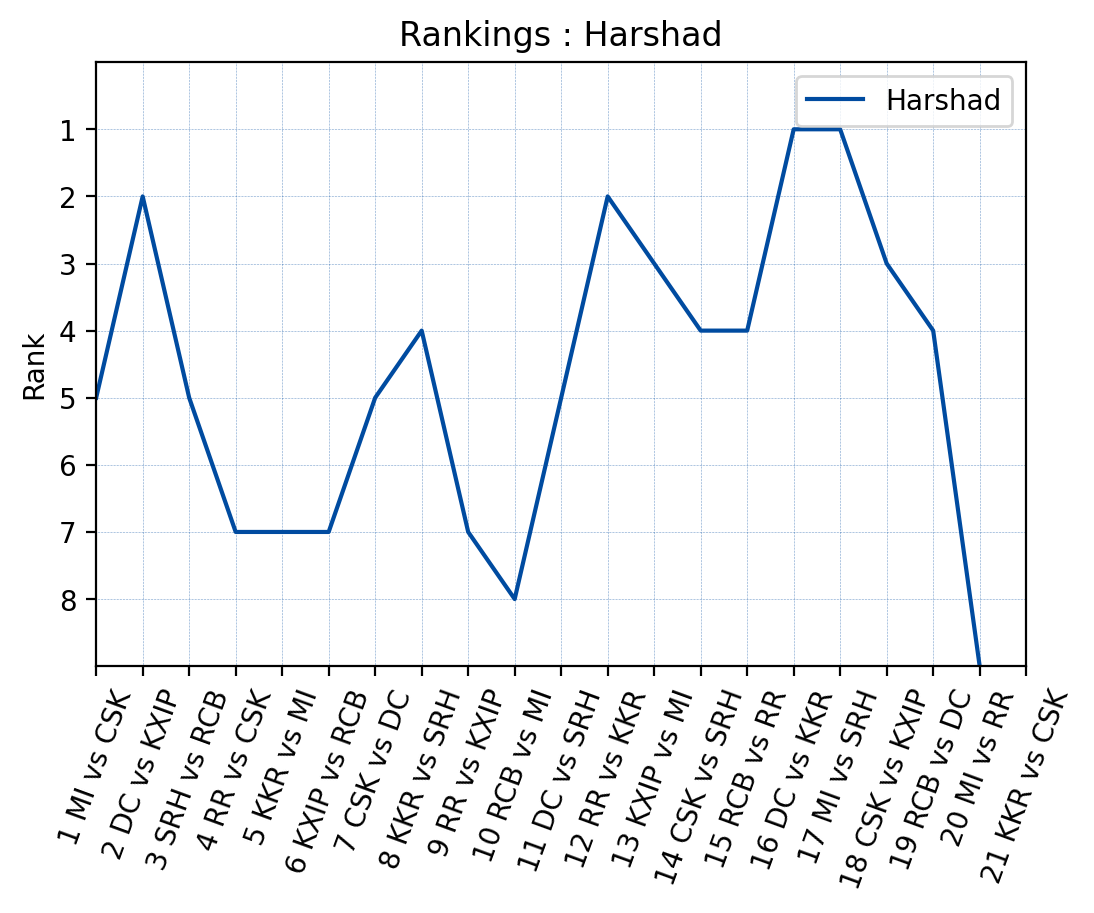 Rankings : Harshad
Harshad
Rank
1
2
3
4
5
6
7
8
1 MI vs CSK
2 DC vs KXIP
3 SRH vs RCB
4 RR vs CSK
5 KKR vs MI
6 KXIP vs RCB
7 CSK vs DC
8 KKR vs SRH
9 RR vs KXIP
10 RCB vs MI
11 DC vs SRH
12 RR vs KKR
13 KXIP vs MI
14 CSK vs SRH
15 RCB vs RR
16 DC vs KKR
17 MI vs SRH
18 CSK vs KXIP
19 RCB vs DC
20 MI vs RR
21 KKR vs CSK